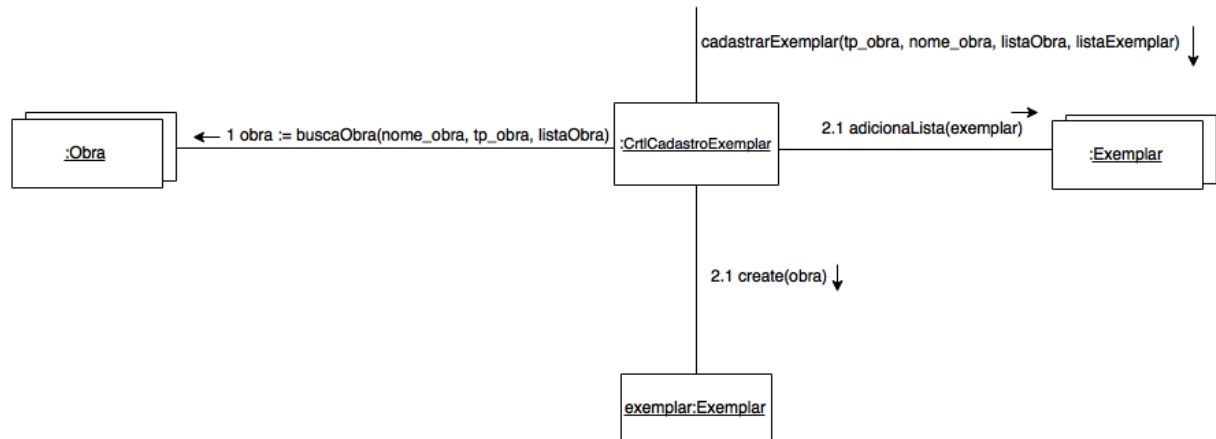 cadastrarExemplar(tp_obra, nome_obra, listaObra, listaExemplar)
1 obra := buscaObra(nome_obra, tp_obra, listaObra)
2.1 adicionaLista(exemplar)
:Obra
:CrtlCadastroExemplar
:Exemplar
2.1 create(obra)
exemplar:Exemplar